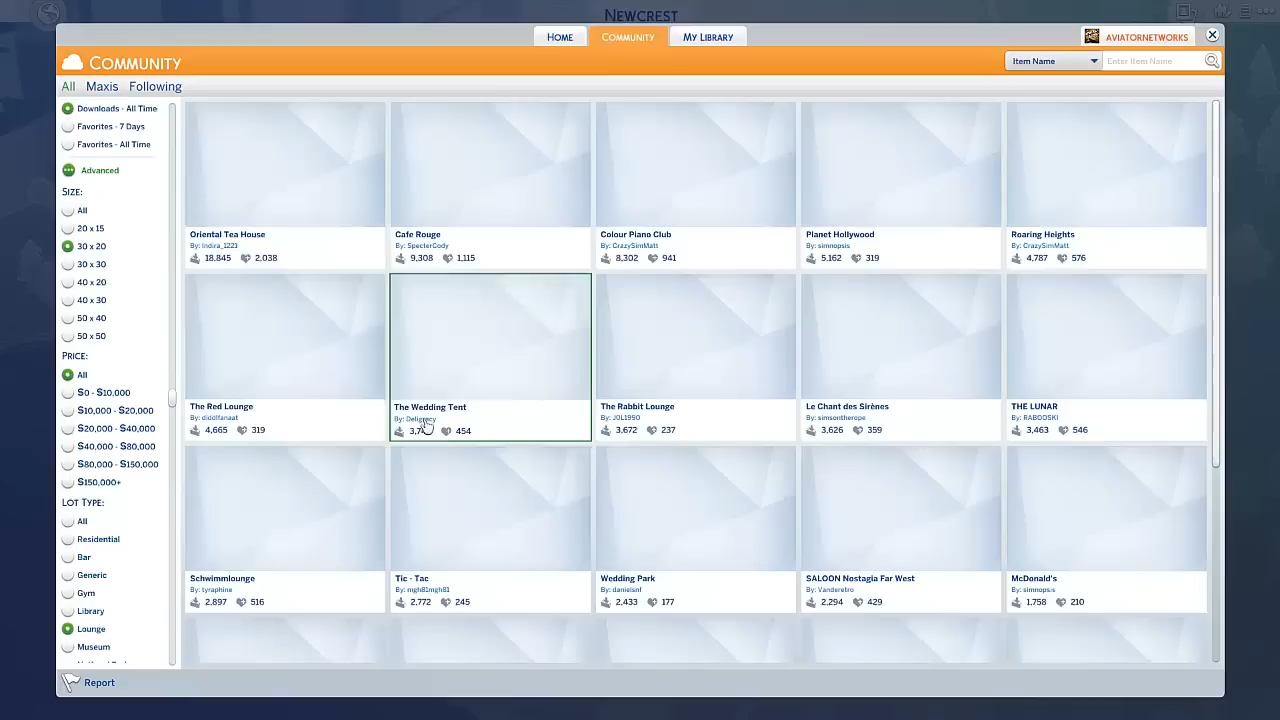 Newcrest
Home
Community
My Library
AVIATORNETWORKS
Community
Item Name
Enter Item Name
All
Maxis
Following
Downloads - All Time
Favorites - 7 Days
Favorites - All Time
Advanced
Size:
All
20 x 15
30 x 20
30 x 30
40 x 20
40 x 30
50 x 40
50 x 50
Price:
All
$0 - $10,000
$10,000 - $20,000
$20,000 - $40,000
$40,000 - $80,000
$80,000 - $150,000
$150,000+
Lot Type:
All
Residential
Bar
Generic
Gym
Library
Lounge
Museum
Oriental Tea House
By: Indira_1223
18,845 2,038
Cafe Rouge
By: SpecterCody
9,308 1,115
Colour Piano Club
By: CrazySimMatt
8,302 941
Planet Hollywood
By: simnopsis
5,162 319
Roaring Heights
By: CrazySimMatt
4,787 576
The Red Lounge
By: didolfanaat
4,665 319
The Wedding Tent
By:
454
The Rabbit Lounge
By: JOL1990
3,672 237
Le Chant des Sirènes
By: simsontherope
3,626 359
THE LUNAR
By: RABOOSKI
3,463 546
Schwimmlounge
By: tyraphine
2,897 516
Tic - Tac
By: mgh81mgh81
2,772 245
Wedding Park
By: danielsnf
2,433 177
SALOON Nostagia Far West
By: Vanderetro
2,294 429
McDonald's
By: simnopsis
1,758 210
Report